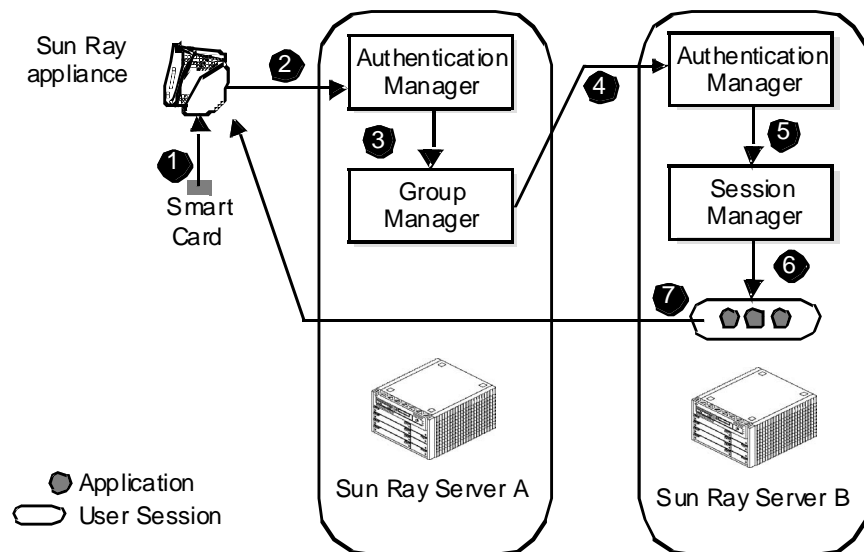 Sun Ray
appliance
1
Smart
Card
2
Authentication
Manager
3
Group
Manager
4
Authentication
Manager
5
Session
Manager
6
7
Sun Ray Server A
Sun Ray Server B
Application
User Session